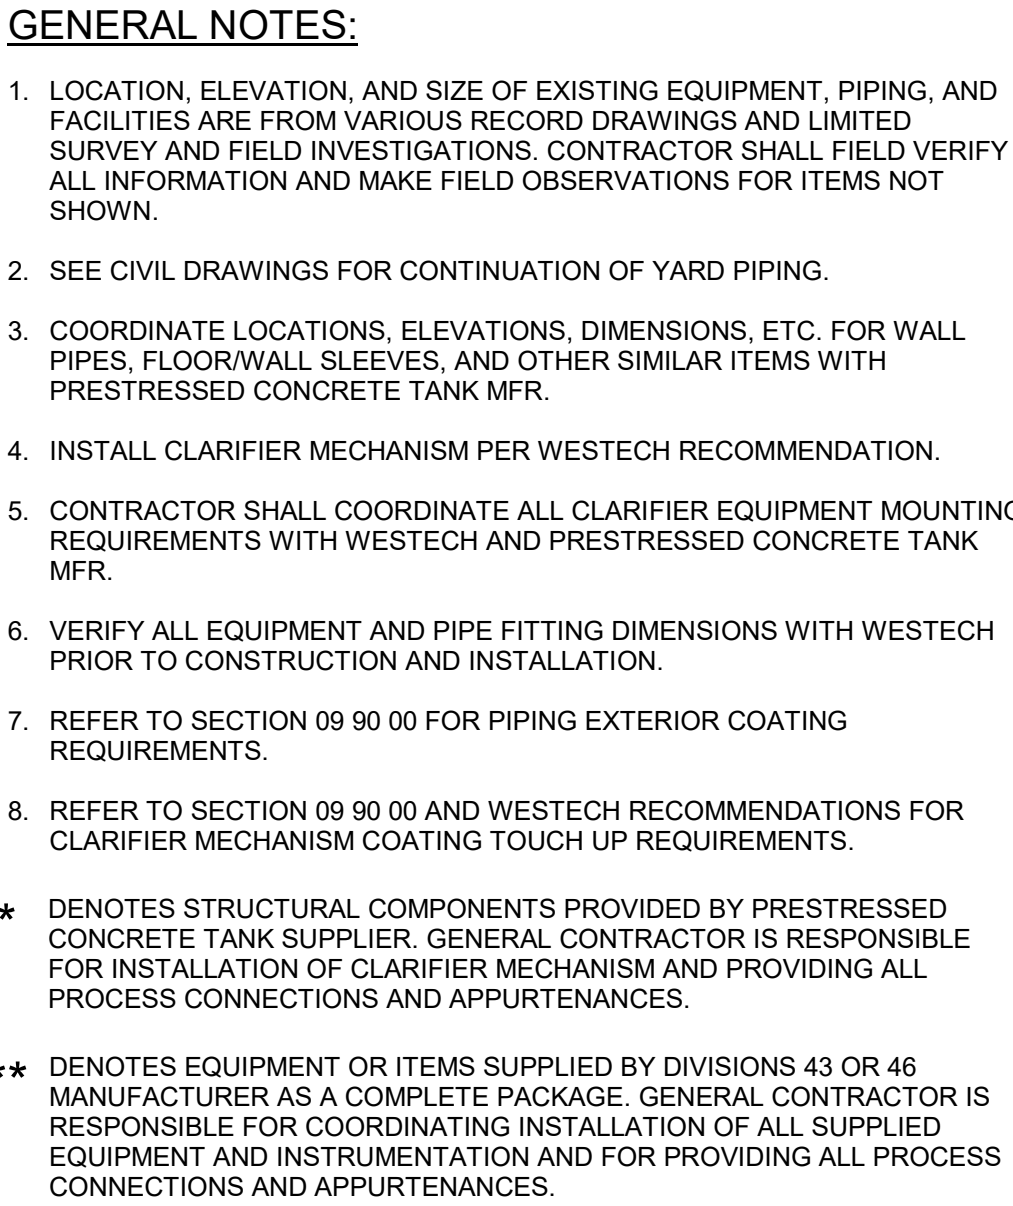 GENERAL NOTES:
1. LOCATION, ELEVATION, AND SIZE OF EXISTING EQUIPMENT, PIPING, AND
FACILITIES ARE FROM VARIOUS RECORD DRAWINGS AND LIMITED
SURVEY AND FIELD INVESTIGATIONS. CONTRACTOR SHALL FIELD VERIFY
ALL INFORMATION AND MAKE FIELD OBSERVATIONS FOR ITEMS NOT
SHOWN.
2. SEE CIVIL DRAWINGS FOR CONTINUATION OF YARD PIPING.
3. COORDINATE LOCATIONS, ELEVATIONS, DIMENSIONS, ETC. FOR WALL
PIPES, FLOOR/WALL SLEEVES, AND OTHER SIMILAR ITEMS WITH
PRESTRESSED CONCRETE TANK MFR.
4. INSTALL CLARIFIER MECHANISM PER WESTECH RECOMMENDATION.
5. CONTRACTOR SHALL COORDINATE ALL CLARIFIER EQUIPMENT MOUNTING
REQUIREMENTS WITH WESTECH AND PRESTRESSED CONCRETE TANK
MFR.
6. VERIFY ALL EQUIPMENT AND PIPE FITTING DIMENSIONS WITH WESTECH
PRIOR TO CONSTRUCTION AND INSTALLATION.
7. REFER TO SECTION 09 90 00 FOR PIPING EXTERIOR COATING
REQUIREMENTS.
8. REFER TO SECTION 09 90 00 AND WESTECH RECOMMENDATIONS FOR
CLARIFIER MECHANISM COATING TOUCH UP REQUIREMENTS.
* DENOTES STRUCTURAL COMPONENTS PROVIDED BY PRESTRESSED
CONCRETE TANK SUPPLIER. GENERAL CONTRACTOR IS RESPONSIBLE
FOR INSTALLATION OF CLARIFIER MECHANISM AND PROVIDING ALL
PROCESS CONNECTIONS AND APPURTENANCES.
** DENOTES EQUIPMENT OR ITEMS SUPPLIED BY DIVISIONS 43 OR 46
MANUFACTURER AS A COMPLETE PACKAGE. GENERAL CONTRACTOR IS
RESPONSIBLE FOR COORDINATING INSTALLATION OF ALL SUPPLIED
EQUIPMENT AND INSTRUMENTATION AND FOR PROVIDING ALL PROCESS
CONNECTIONS AND APPURTENANCES.